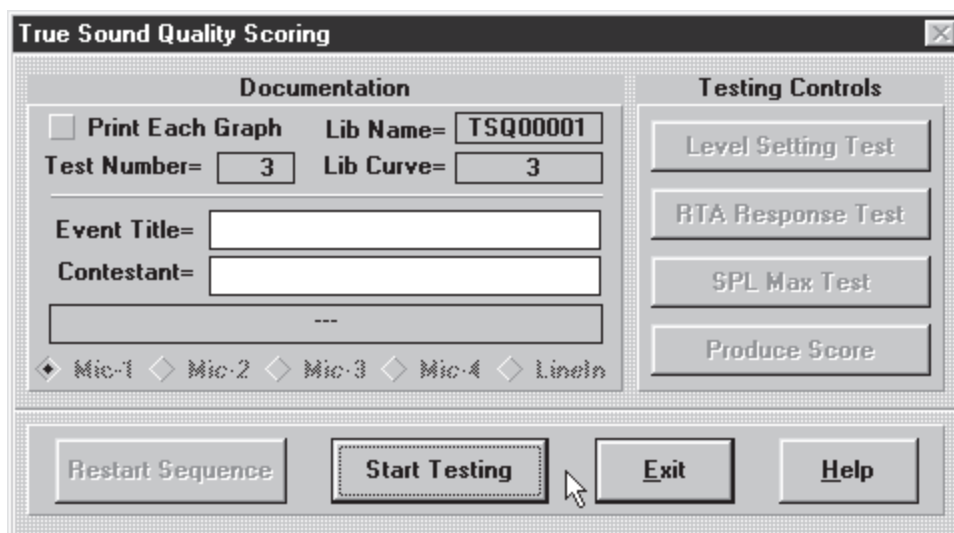 True Sound Quality Scoring
Documentation
Print Each Graph Lib Name= TSQ00001
Test Number= 3 Lib Curve= 3
Event Title=
Contestant=
---
Mic-1 Mic-2 Mic-3 Mic-4 LineIn
Testing Controls
Level Setting Test
RTA Response Test
SPL Max Test
Produce Score
Restart Sequence Start Testing Exit Help